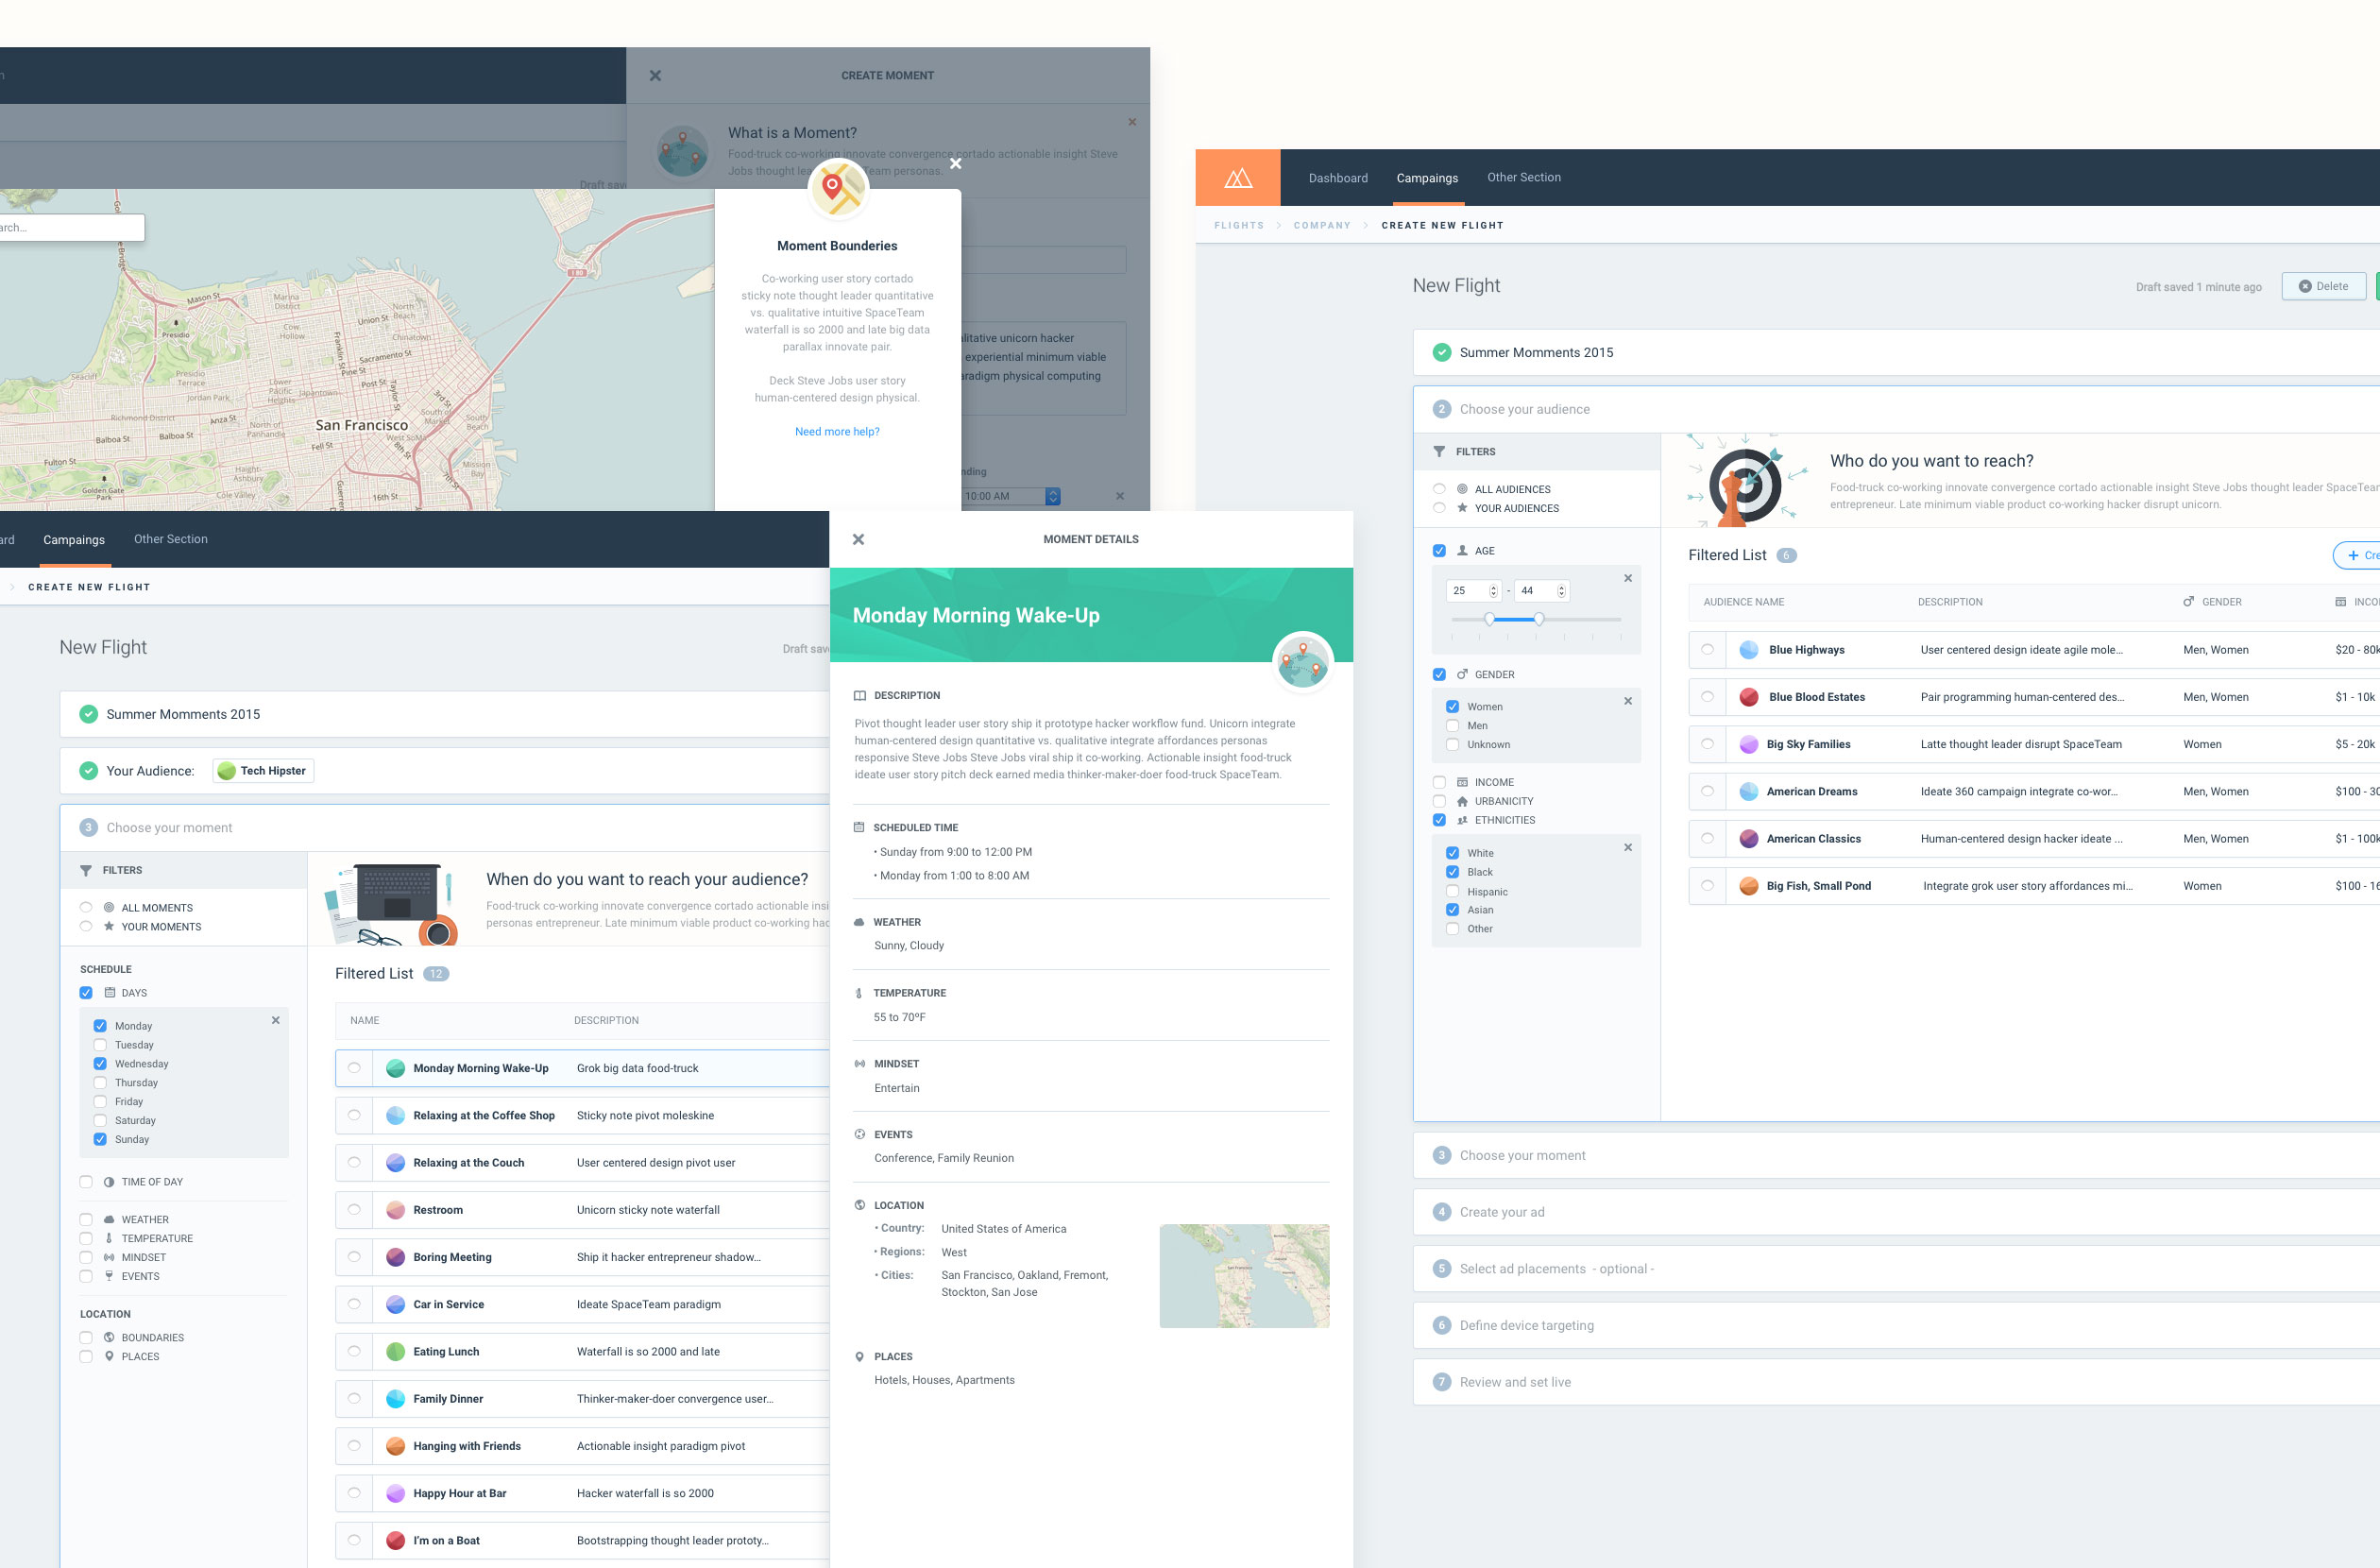 CREATE MOMENT
What is a Moment?
Food-truck co-working innovate convergence cortado actionable insight Steve
Jobs thought lea
Team personas.
Draft sav
arch...
Mason St
Presidio
Marina
District
North
Beach
Cow
Hollow
Union St
Chinatown
Franklin St
Sacramento St
Pine St
Post St
Taylor St
3rd St
Seacliff
Presidio
Terrace
Jordan Park
Lower
Pacific
Heights
Japantown
Richmond District
Anza St
North of
Panhandle
South of
Market
South
Beach
San Francisco
West SoMa
8th St
Balboa St
Balboa St
Fell St
Fulton St
Haight-
Ashbury
Mission
Bay
7th St
Golden Gate
Park
Cole Valley
16th St
I 80
Moment Bounderies
Co-working user story cortado
sticky note thought leader quantitative
vs. qualitative intuitive SpaceTeam
waterfall is so 2000 and late big data
parallax innovate pair.
Deck Steve Jobs user story
human-centered design physical.
Need more help?
alitative unicorn hacker
experiential minimum viable
aradigm physical computing
nding
10:00 AM
ard
Campaings
Other Section
CREATE NEW FLIGHT
New Flight
Draft sav
Summer Momments 2015
Your Audience:
Tech Hipster
3
Choose your moment
FILTERS
ALL MOMENTS
YOUR MOMENTS
SCHEDULE
DAYS
Monday
Tuesday
Wednesday
Thursday
Friday
Saturday
Sunday
TIME OF DAY
WEATHER
TEMPERATURE
MINDSET
EVENTS
LOCATION
BOUNDARIES
PLACES
When do you want to reach your audience?
Food-truck co-working innovate convergence cortado actionable insi
personas entrepreneur. Late minimum viable product co-working hac
Filtered List 12
NAME DESCRIPTION
Monday Morning Wake-Up Grok big data food-truck
Relaxing at the Coffee Shop Sticky note pivot moleskine
Relaxing at the Couch User centered design pivot user
Restroom Unicorn sticky note waterfall
Boring Meeting Ship it hacker entrepreneur shadow...
Car in Service Ideate SpaceTeam paradigm
Eating Lunch Waterfall is so 2000 and late
Family Dinner Thinker-maker-doer convergence user...
Hanging with Friends Actionable insight paradigm pivot
Happy Hour at Bar Hacker waterfall is so 2000
I'm on a Boat Bootstrapping thought leader prototy...
MOMENT DETAILS
Monday Morning Wake-Up
DESCRIPTION
Pivot thought leader user story ship it prototype hacker workflow fund. Unicorn integrate
human-centered design quantitative vs. qualitative integrate affordances personas
responsive Steve Jobs Steve Jobs viral ship it co-working. Actionable insight food-truck
ideate user story pitch deck earned media thinker-maker-doer food-truck SpaceTeam.
SCHEDULED TIME
• Sunday from 9:00 to 12:00 PM
• Monday from 1:00 to 8:00 AM
WEATHER
Sunny, Cloudy
TEMPERATURE
55 to 70ºF
MINDSET
Entertain
EVENTS
Conference, Family Reunion
LOCATION
• Country: United States of America
• Regions: West
• Cities: San Francisco, Oakland, Fremont,
Stockton, San Jose
PLACES
Hotels, Houses, Apartments
Dashboard
Campaings
Other Section
FLIGHTS > COMPANY > CREATE NEW FLIGHT
New Flight
Draft saved 1 minute ago
Delete
Summer Momments 2015
2
Choose your audience
FILTERS
ALL AUDIENCES
YOUR AUDIENCES
AGE
25 - 44
GENDER
Women
Men
Unknown
INCOME
URBANICITY
ETHNICITIES
White
Black
Hispanic
Asian
Other
Who do you want to reach?
Food-truck co-working innovate convergence cortado actionable insight Steve Jobs thought leader SpaceTear
entrepreneur. Late minimum viable product co-working hacker disrupt unicorn.
Filtered List 6
+ Cre
AUDIENCE NAME DESCRIPTION GENDER INCO
Blue Highways User centered design ideate agile mole... Men, Women $20 - 80k
Blue Blood Estates Pair programming human-centered des... Men, Women $1 - 10k
Big Sky Families Latte thought leader disrupt SpaceTeam Women $5 - 20k
American Dreams Ideate 360 campaign integrate co-wor... Men, Women $100 - 30
American Classics Human-centered design hacker ideate ... Men, Women $1 - 100k
Big Fish, Small Pond Integrate grok user story affordances mi... Women $100 - 16
3 Choose your moment
4 Create your ad
5 Select ad placements - optional -
6 Define device targeting
7 Review and set live